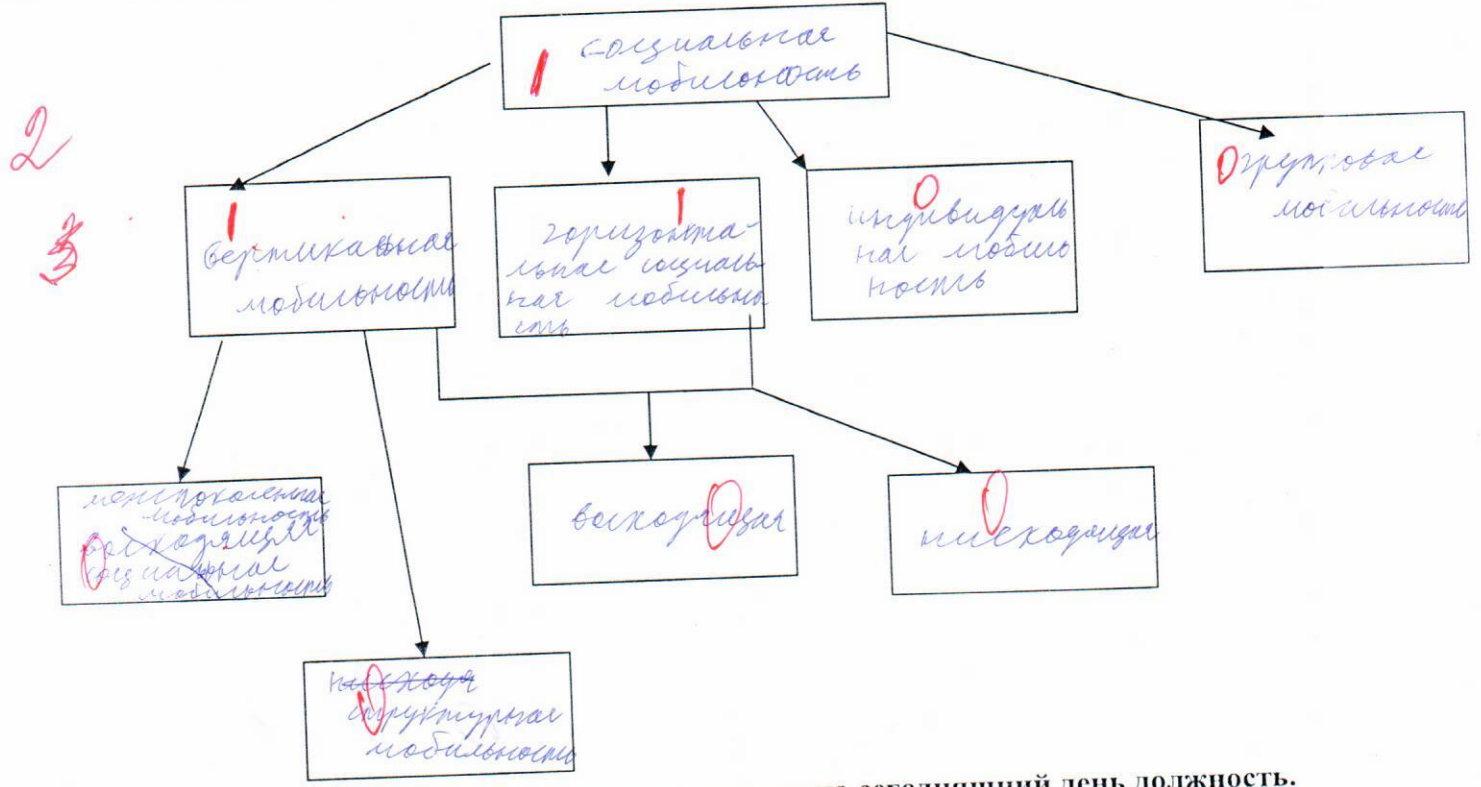 1 социальная
мобильность
2
3
1
вертикальная
мобильность
1
горизонта-
льная социаль-
ная мобильно
сть
0
индивидуаль
ная мобиль
ность
0 групповая
мобильность
межпоколенная
мобильность
восходящая
0 социальная
мобильность
0
восходящая
0
нисходящая
нисходя
0
структурная
мобильность
сегодняшний день должность.